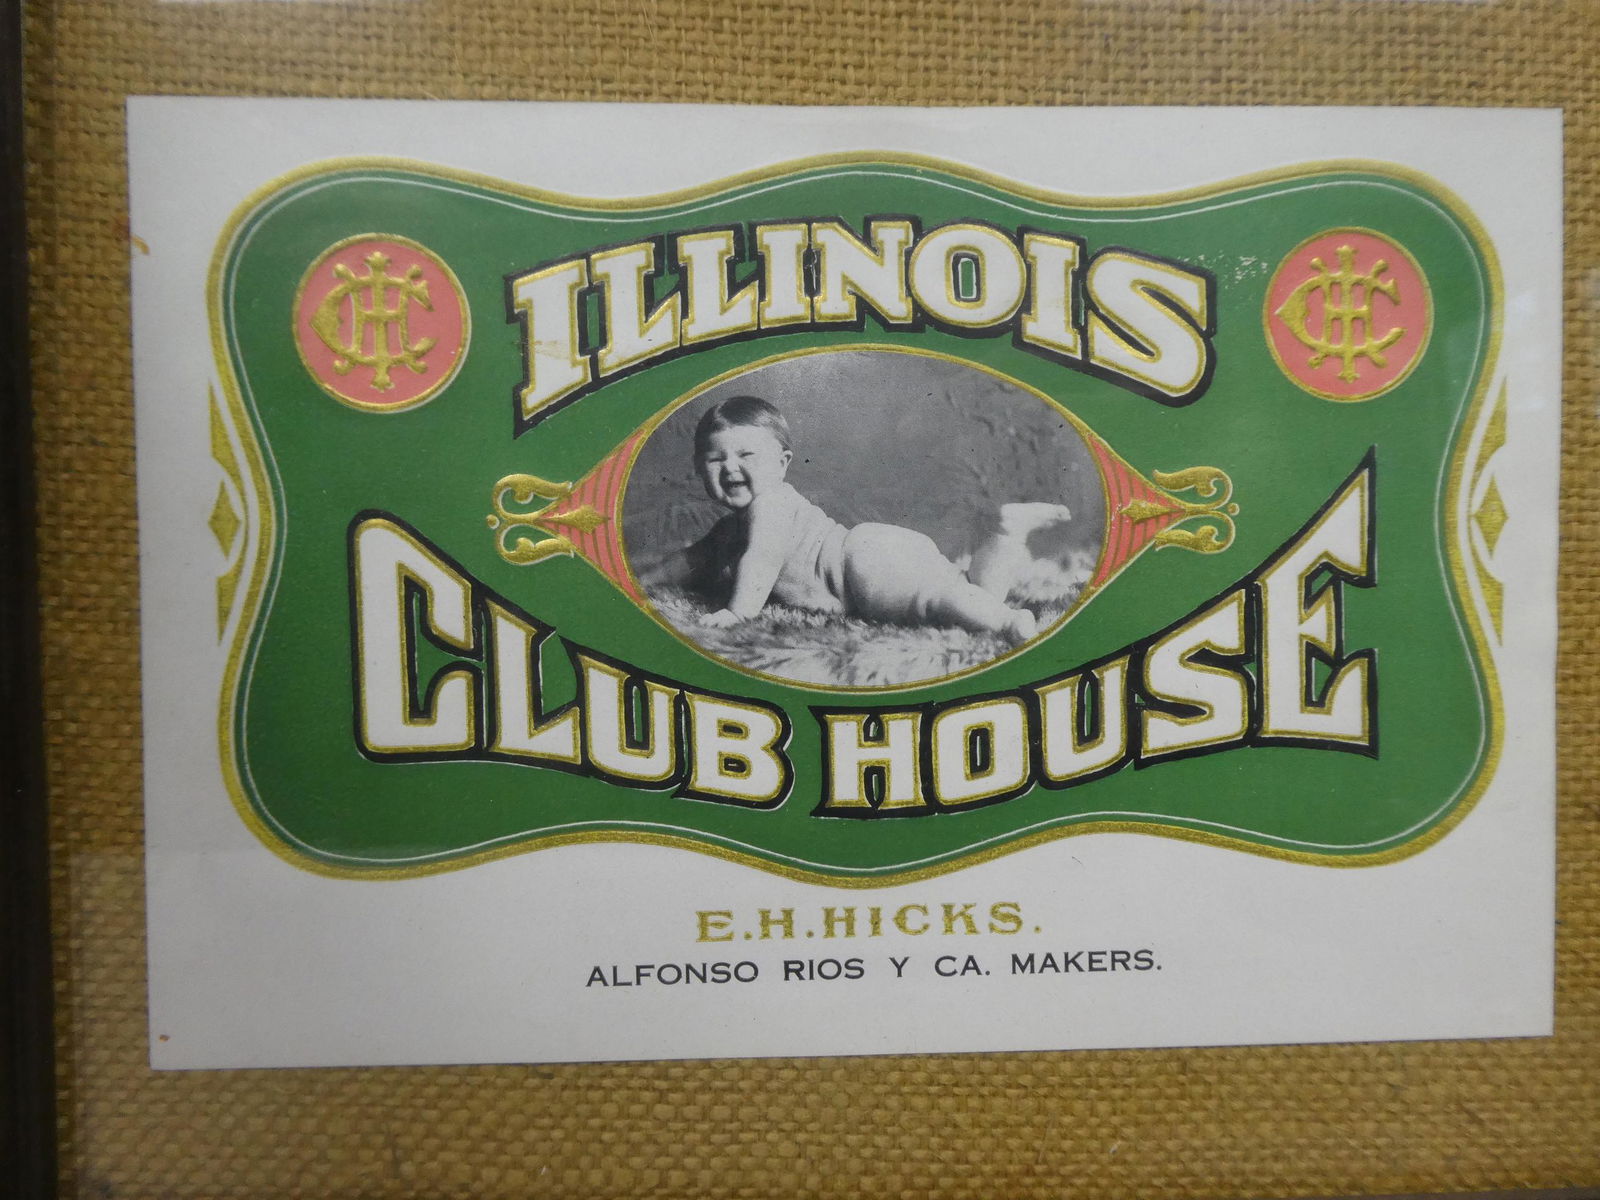 ILLINOIS
CLUB HOUSE
E.H.HICKS.
ALFONSO RIOS Y CA. MAKERS.